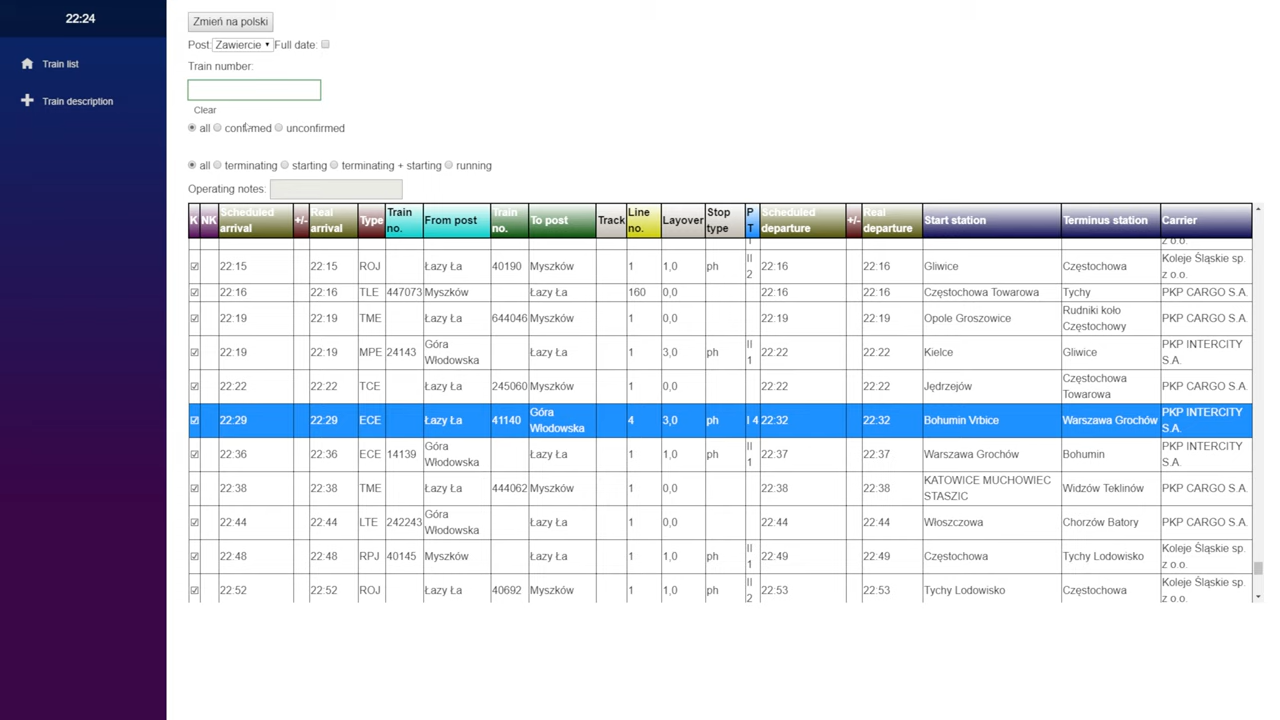 22:24
Train list
Train description
Zmień na polski
Post: Zawiercie Full date:
Train number:
Clear
all confirmed unconfirmed
all terminating starting terminating + starting running
Operating notes:
K NK Scheduled arrival +/- Real arrival Type Train no. From post Train no. To post Track Line no. Layover Stop type P T Scheduled departure +/- Real departure Start station Terminus station Carrier
z o.o.
22:15 22:15 ROJ Łazy Ła 40190 Myszków 1 1,0 ph II 2 22:16 22:16 Gliwice Częstochowa Koleje Śląskie sp. z o.o.
22:16 22:16 TLE 447073 Myszków Łazy Ła 160 0,0 22:16 22:16 Częstochowa Towarowa Tychy PKP CARGO S.A.
22:19 22:19 TME Łazy Ła 644046 Myszków 1 0,0 22:19 22:19 Opole Groszowice Rudniki koło Częstochowy PKP CARGO S.A.
22:19 22:19 MPE 24143 Góra Włodowska Łazy Ła 1 3,0 ph II 1 22:22 22:22 Kielce Gliwice PKP INTERCITY S.A.
22:22 22:22 TCE Łazy Ła 245060 Myszków 1 0,0 22:22 22:22 Jędrzejów Częstochowa Towarowa PKP CARGO S.A.
22:29 22:29 ECE Łazy Ła 41140 Góra Włodowska 4 3,0 ph I 4 22:32 22:32 Bohumin Vrbice Warszawa Grochów PKP INTERCITY S.A.
22:36 22:36 ECE 14139 Góra Włodowska Łazy Ła 1 1,0 ph II 1 22:37 22:37 Warszawa Grochów Bohumin PKP INTERCITY S.A.
22:38 22:38 TME Łazy Ła 444062 Myszków 1 0,0 22:38 22:38 KATOWICE MUCHOWIEC STASZIC Widzów Teklinów PKP CARGO S.A.
22:44 22:44 LTE 242243 Góra Włodowska Łazy Ła 1 0,0 22:44 22:44 Włoszczowa Chorzów Batory PKP CARGO S.A.
22:48 22:48 RPJ 40145 Myszków Łazy Ła 1 1,0 ph II 1 22:49 22:49 Częstochowa Tychy Lodowisko Koleje Śląskie sp. z o.o.
22:52 22:52 ROJ Łazy Ła 40692 Myszków 1 1,0 ph II 2 22:53 22:53 Tychy Lodowisko Częstochowa Koleje Śląskie sp. z o.o.